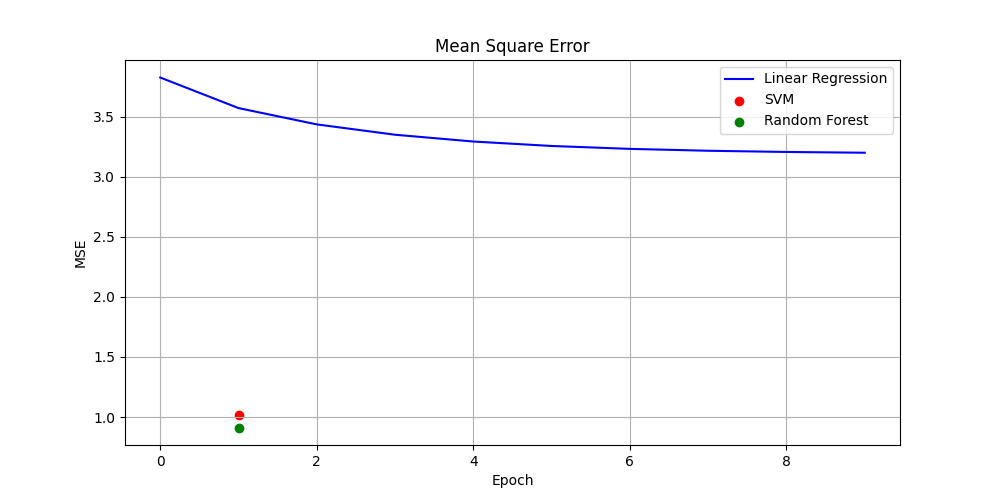 Mean Square Error
Linear Regression
SVM
Random Forest
3.5
3.0
2.5
2.0
1.5
1.0
MSE
0 2 4 6 8
Epoch